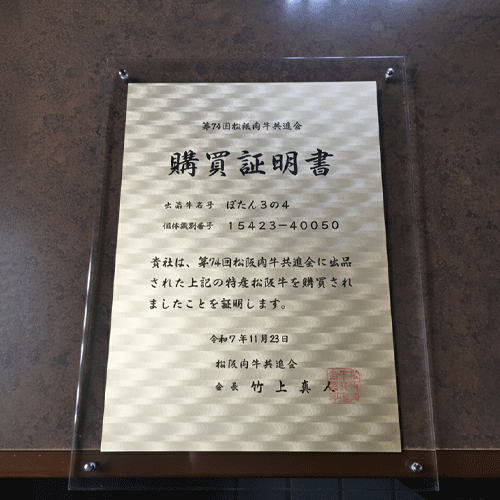 第74回松阪肉牛共進会
購買証明書
出品牛名号 ぼたん3の4
個体識別番号 15423-40050
貴社は、第74回松阪肉牛共進会に出品
された上記の特産松阪牛を購買され
ましたことを証明します。
令和7年11月23日
松阪肉牛共進会
会長 竹上真人